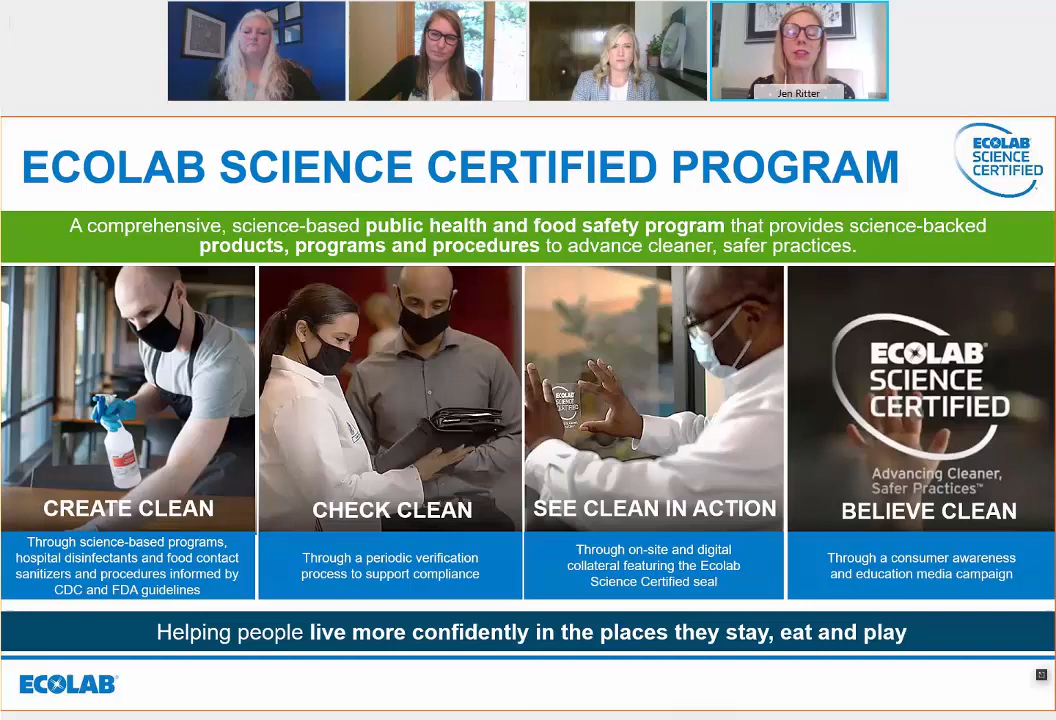 Jen Ritter
ECOLAB SCIENCE CERTIFIED PROGRAM
ECOLAB®
SCIENCE
CERTIFIED
A comprehensive, science-based public health and food safety program that provides science-backed
products, programs and procedures to advance cleaner, safer practices.
CREATE CLEAN
Through science-based programs,
hospital disinfectants and food contact
sanitizers and procedures informed by
CDC and FDA guidelines
CHECK CLEAN
Through a periodic verification
process to support compliance
ECOLAB
SCIENCE
CERTIFIED
SEE CLEAN IN ACTION
Through on-site and digital
collateral featuring the Ecolab
Science Certified seal
ECOLAB®
SCIENCE
CERTIFIED
Advancing Cleaner,
Safer Practices™
BELIEVE CLEAN
Through a consumer awareness
and education media campaign
Helping people live more confidently in the places they stay, eat and play
ECOLAB®